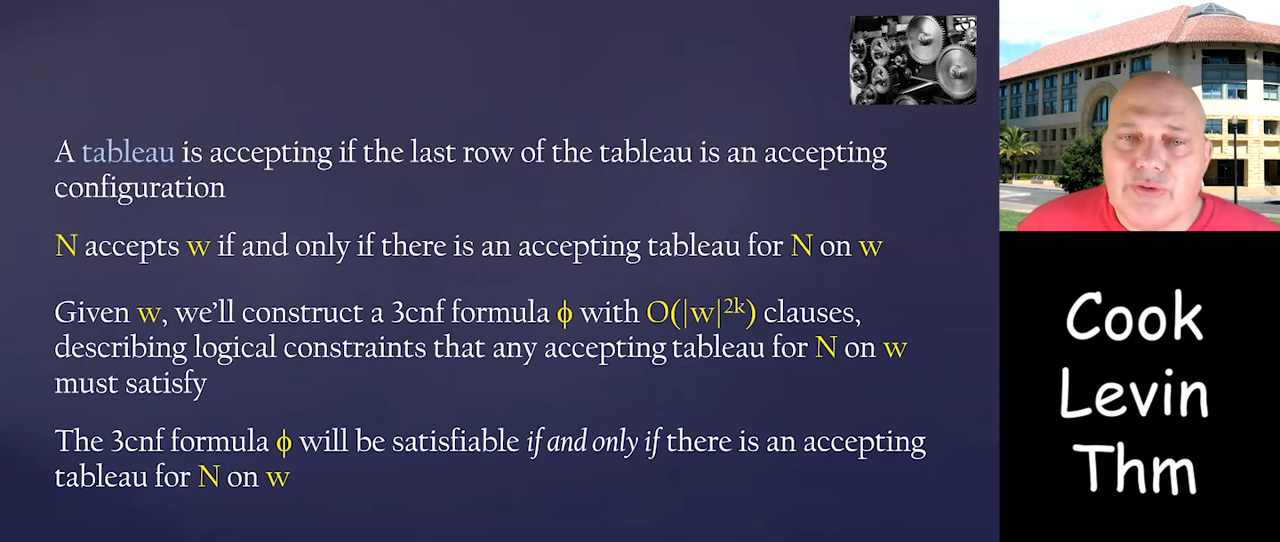 A tableau is accepting if the last row of the tableau is an accepting
configuration
N accepts w if and only if there is an accepting tableau for N on w
Given w, we'll construct a 3cnf formula ϕ with O(|w|²ᵏ) clauses,
describing logical constraints that any accepting tableau for N on w
must satisfy
The 3cnf formula ϕ will be satisfiable if and only if there is an accepting
tableau for N on w
Cook
Levin
Thm